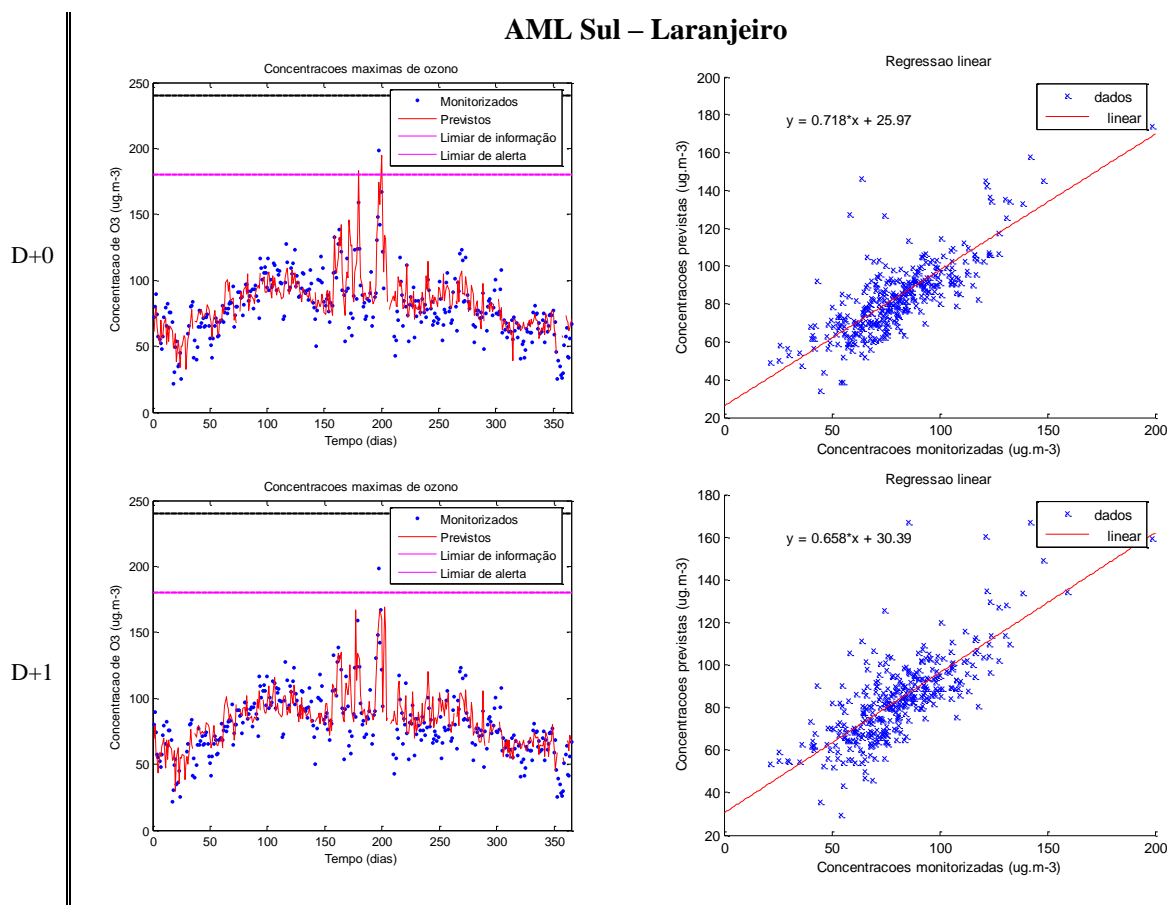 AML Sul – Laranjeiro
D+0
Concentracoes maximas de ozono
Concentracao de O3 (ug.m-3)
250
200
150
100
50
0
0 50 100 150 200 250 300 350
Tempo (dias)
Monitorizados
Previstos
Limiar de informação
Limiar de alerta
Regressao linear
Concentracoes previstas (ug.m-3)
200
180
160
140
120
100
80
60
40
20
0 50 100 150 200
Concentracoes monitorizadas (ug.m-3)
y = 0.718*x + 25.97
dados
linear
D+1
Concentracoes maximas de ozono
Concentracao de O3 (ug.m-3)
250
200
150
100
50
0
0 50 100 150 200 250 300 350
Tempo (dias)
Monitorizados
Previstos
Limiar de informação
Limiar de alerta
Regressao linear
Concentracoes previstas (ug.m-3)
180
160
140
120
100
80
60
40
20
0 50 100 150 200
Concentracoes monitorizadas (ug.m-3)
y = 0.658*x + 30.39
dados
linear